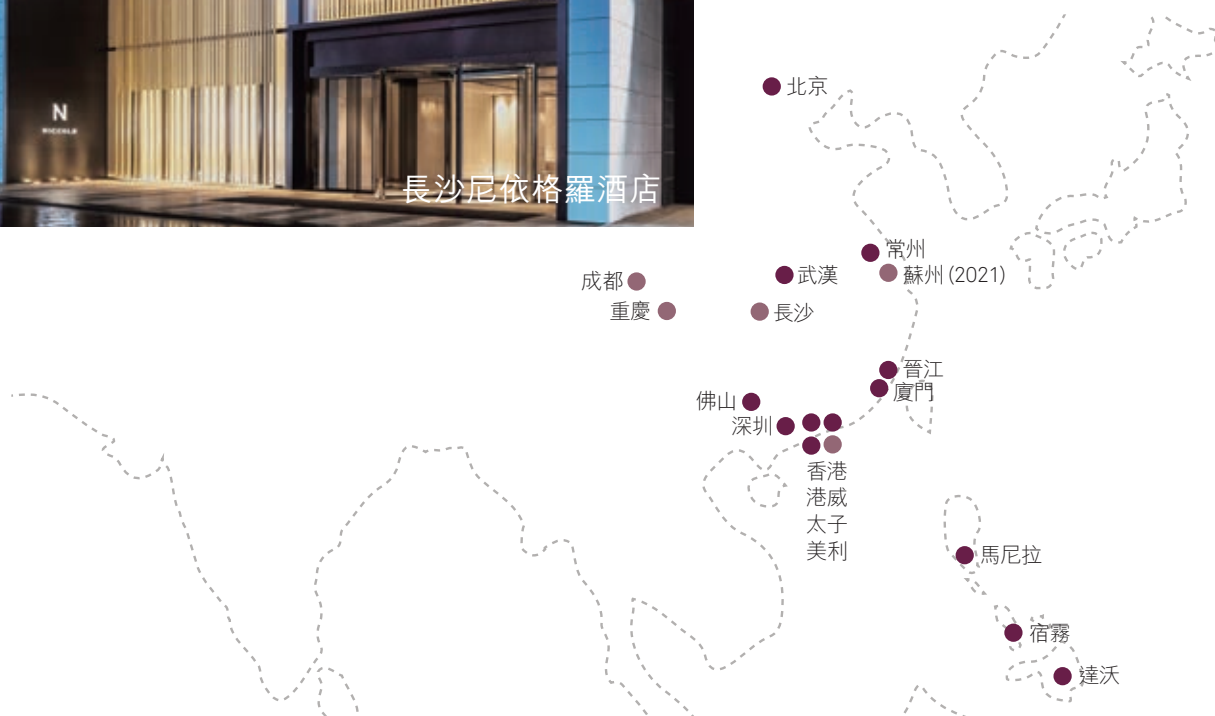 N
NICCOLO
長沙尼依格羅酒店
北京
常州
蘇州 (2021)
武漢
成都
重慶
長沙
晉江
廈門
佛山
深圳
香港
港威
太子
美利
馬尼拉
宿霧
達沃